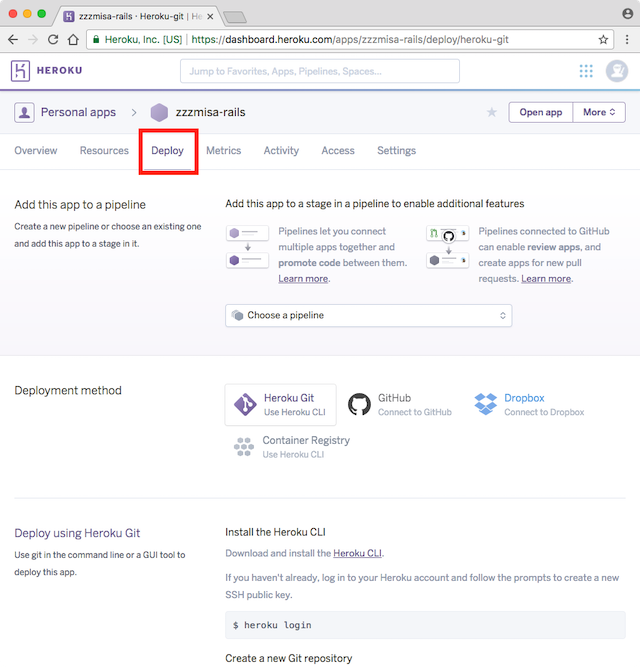 zzzmisa-rails · Heroku-git | He
Heroku, Inc. [US] | https://dashboard.heroku.com/apps/zzzmisa-rails/deploy/heroku-git
HEROKU
Jump to Favorites, Apps, Pipelines, Spaces...
Personal apps > zzzmisa-rails
Open app
More
Overview Resources Deploy Metrics Activity Access Settings
Add this app to a pipeline
Create a new pipeline or choose an existing one
and add this app to a stage in it.
Add this app to a stage in a pipeline to enable additional features
Pipelines let you connect
multiple apps together and
promote code between them.
Learn more.
Pipelines connected to GitHub
can enable review apps, and
create apps for new pull
requests. Learn more.
Choose a pipeline
Deployment method
Heroku Git
Use Heroku CLI
GitHub
Connect to GitHub
Dropbox
Connect to Dropbox
Container Registry
Use Heroku CLI
Deploy using Heroku Git
Use git in the command line or a GUI tool to
deploy this app.
Install the Heroku CLI
Download and install the Heroku CLI.
If you haven't already, log in to your Heroku account and follow the prompts to create a new
SSH public key.
$ heroku login
Create a new Git repository